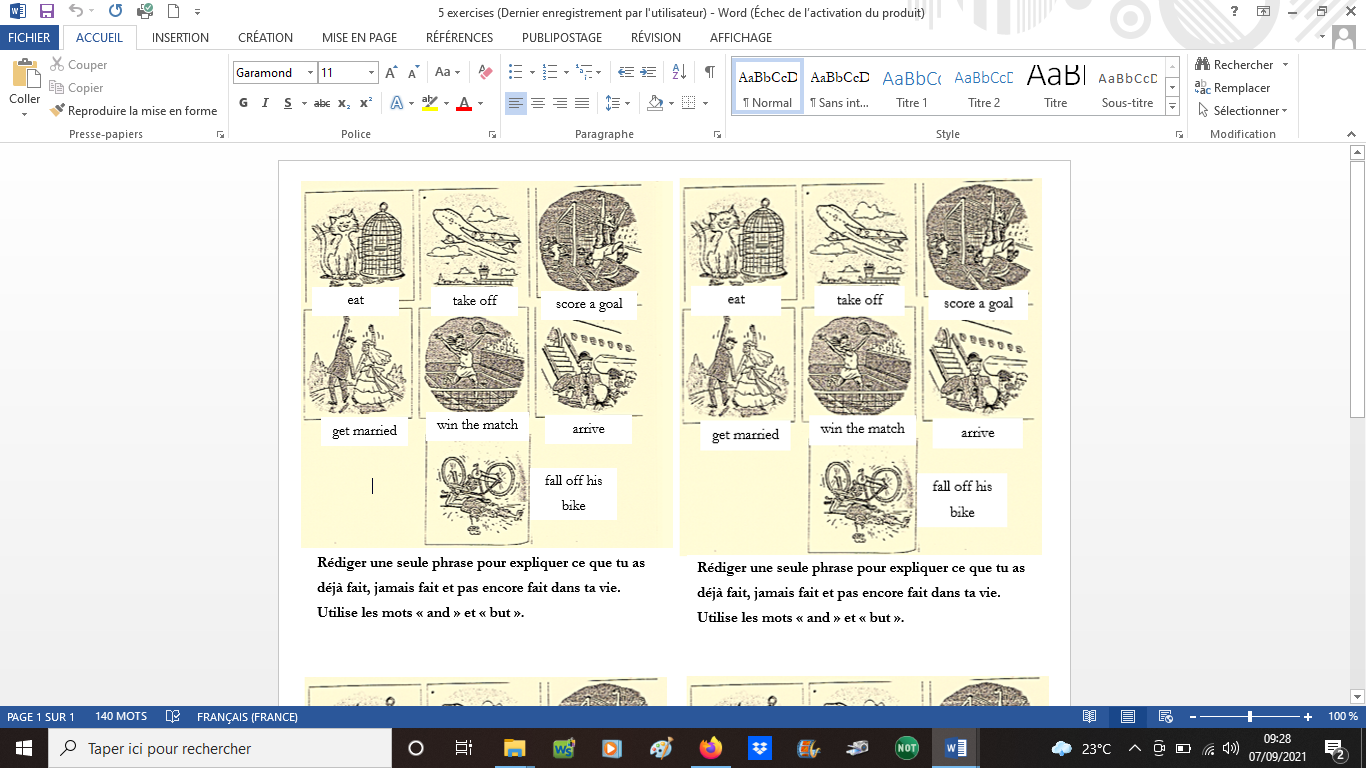 5 exercises (Dernier enregistrement par l'utilisateur) - Word (Échec de l'activation du produit)
FICHIER ACCUEIL INSERTION CRÉATION MISE EN PAGE RÉFÉRENCES PUBLIPOSTAGE RÉVISION AFFICHAGE
Coller
Couper
Copier
Reproduire la mise en forme
Presse-papiers
Garamond 11
Aa
G I S abc x₂ x² A ab A
Police
Paragraphe
AaBbCcD AaBbCcD AaBbCc AaBbCcD AaBl AaBbCcD
¶ Normal ¶ Sans int... Titre 1 Titre 2 Titre Sous-titre
Style
Rechercher
Remplacer
Sélectionner
Modification
eat take off score a goal
get married win the match arrive
fall off his
bike
Rédiger une seule phrase pour expliquer ce que tu as
déjà fait, jamais fait et pas encore fait dans ta vie.
Utilise les mots « and » et « but ».
eat take off score a goal
get married win the match arrive
fall off his
bike
Rédiger une seule phrase pour expliquer ce que tu as
déjà fait, jamais fait et pas encore fait dans ta vie.
Utilise les mots « and » et « but ».
PAGE 1 SUR 1 140 MOTS FRANÇAIS (FRANCE) 100 %
Taper ici pour rechercher
NOT
23°C
09:28
07/09/2021
2